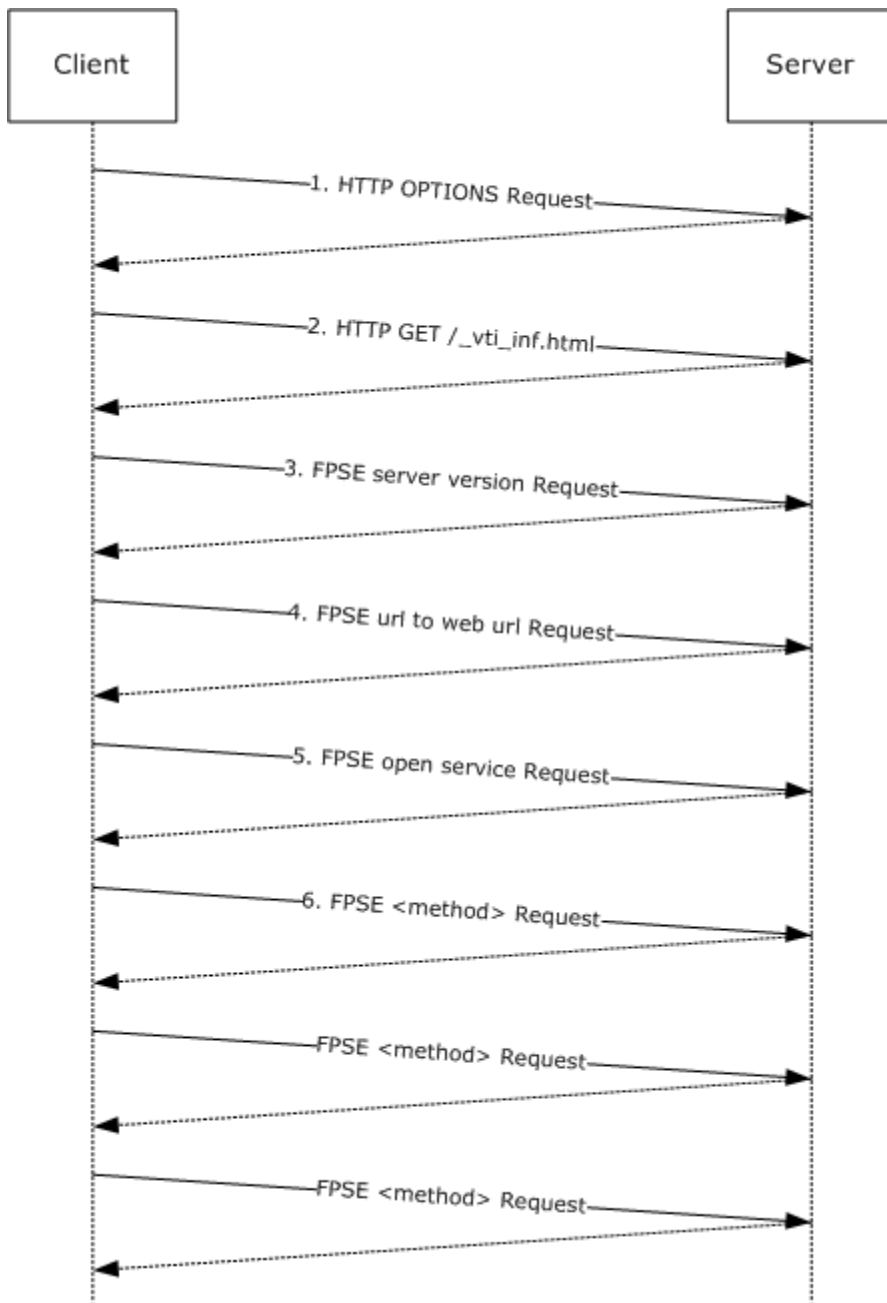 Client
Server
1. HTTP OPTIONS Request
2. HTTP GET /_vti_inf.html
3. FPSE server version Request
4. FPSE url to web url Request
5. FPSE open service Request
6. FPSE <method> Request
FPSE <method> Request
FPSE <method> Request